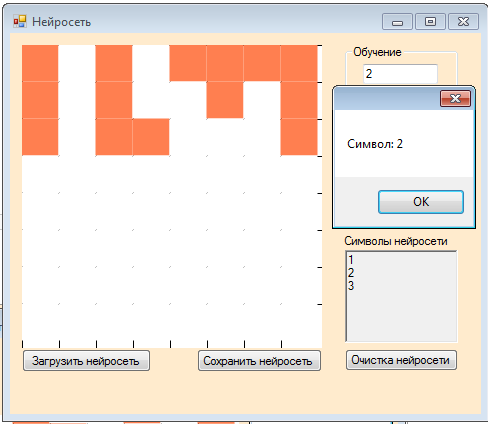 Нейросеть
Обучение
2
Символ: 2
OK
Символы нейросети
1
2
3
Загрузить нейросеть
Сохранить нейросеть
Очистка нейросети